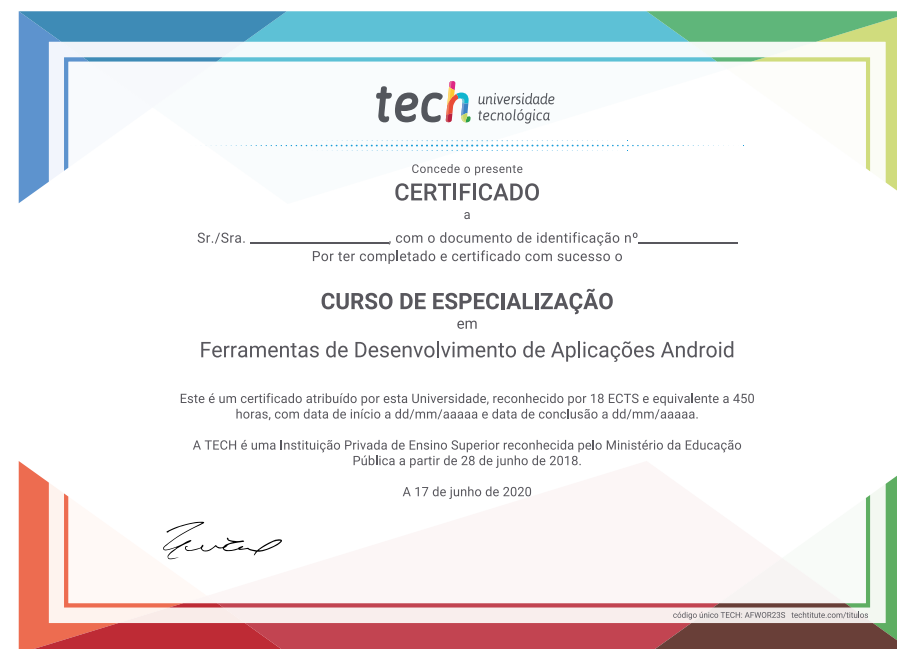 tech universidade
tecnológica
Concede o presente
CERTIFICADO
a
Sr./Sra. ____________________, com o documento de identificação nº______________
Por ter completado e certificado com sucesso o
CURSO DE ESPECIALIZAÇÃO
em
Ferramentas de Desenvolvimento de Aplicações Android
Este é um certificado atribuído por esta Universidade, reconhecido por 18 ECTS e equivalente a 450
horas, com data de início a dd/mm/aaaaa e data de conclusão a dd/mm/aaaaa.
A TECH é uma Instituição Privada de Ensino Superior reconhecida pelo Ministério da Educação
Pública a partir de 28 de junho de 2018.
A 17 de junho de 2020
código único TECH: AFWOR23S techtitute.com/titulos